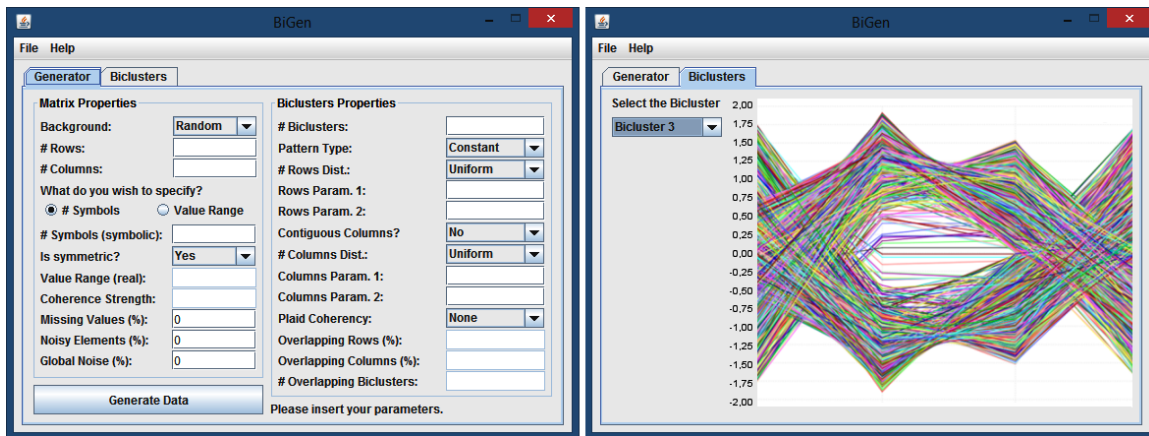 BiGen
File Help
Generator Biclusters
Matrix Properties
Background: Random
# Rows:
# Columns:
What do you wish to specify?
# Symbols Value Range
# Symbols (symbolic):
Is symmetric? Yes
Value Range (real):
Coherence Strength:
Missing Values (%): 0
Noisy Elements (%): 0
Global Noise (%): 0
Generate Data
Biclusters Properties
# Biclusters:
Pattern Type: Constant
# Rows Dist.: Uniform
Rows Param. 1:
Rows Param. 2:
Contiguous Columns? No
# Columns Dist.: Uniform
Columns Param. 1:
Columns Param. 2:
Plaid Coherency: None
Overlapping Rows (%):
Overlapping Columns (%):
# Overlapping Biclusters:
Please insert your parameters.
BiGen
File Help
Generator Biclusters
Select the Bicluster
Bicluster 3
2,00
1,75
1,50
1,25
1,00
0,75
0,50
0,25
0,00
-0,25
-0,50
-0,75
-1,00
-1,25
-1,50
-1,75
-2,00